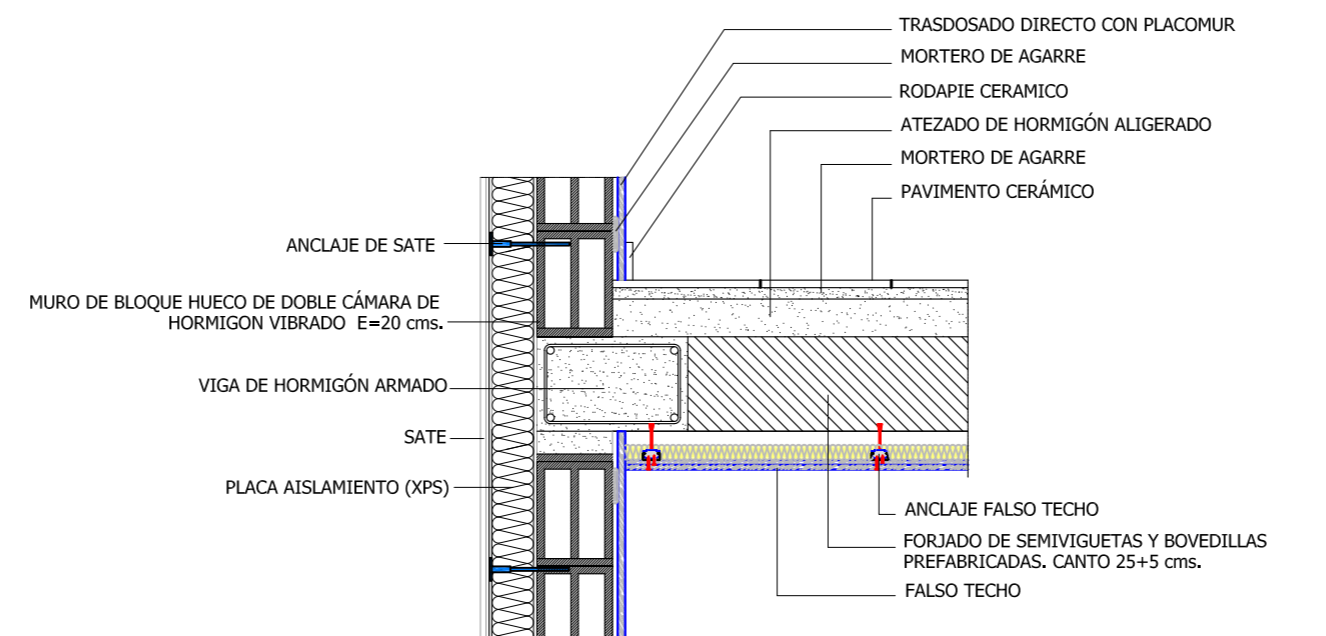 TRASDOSADO DIRECTO CON PLACOMUR
MORTERO DE AGARRE
RODAPIE CERAMICO
ATEZADO DE HORMIGÓN ALIGERADO
MORTERO DE AGARRE
PAVIMENTO CERÁMICO
ANCLAJE DE SATE
MURO DE BLOQUE HUECO DE DOBLE CÁMARA DE
HORMIGON VIBRADO E=20 cms.
VIGA DE HORMIGÓN ARMADO
SATE
PLACA AISLAMIENTO (XPS)
ANCLAJE FALSO TECHO
FORJADO DE SEMIVIGUETAS Y BOVEDILLAS
PREFABRICADAS. CANTO 25+5 cms.
FALSO TECHO